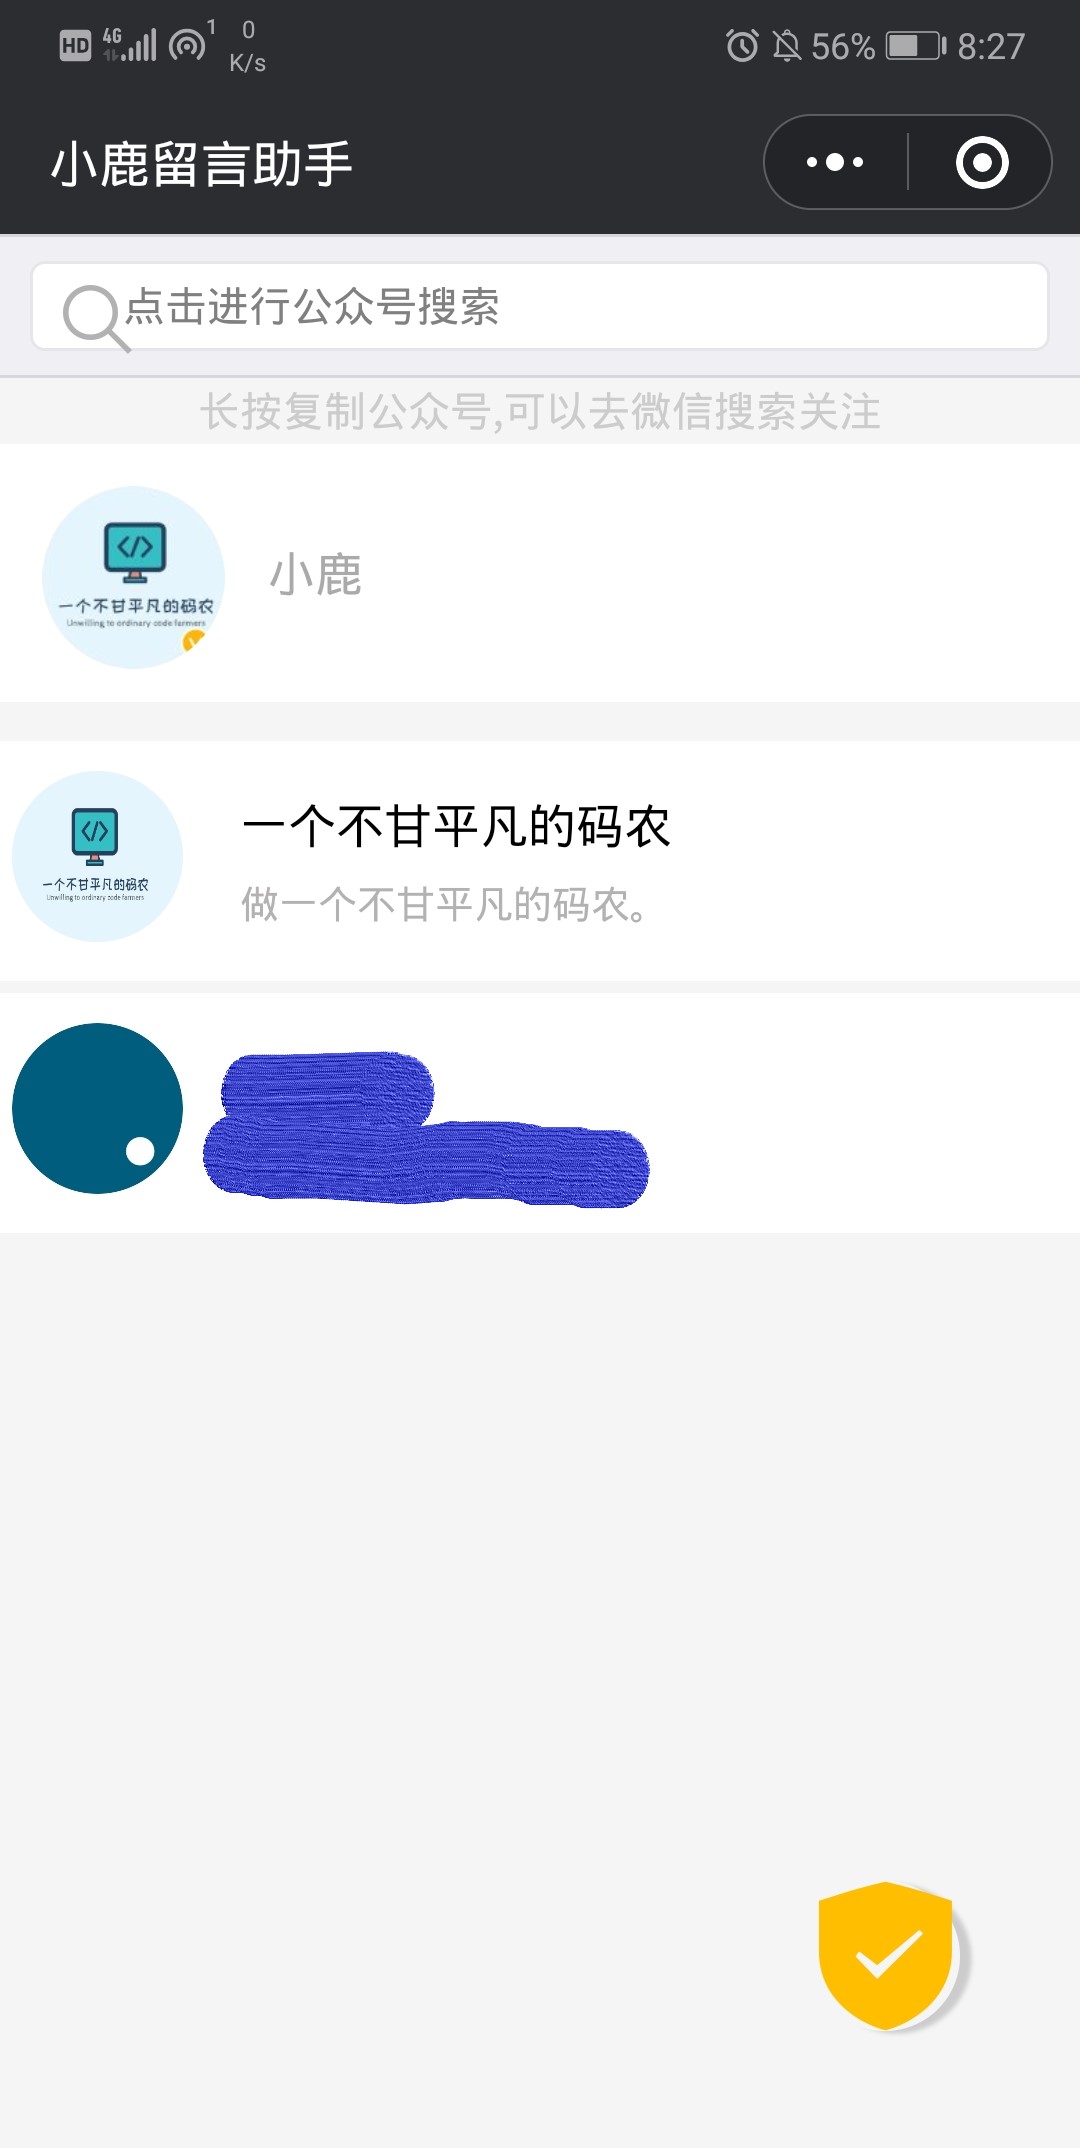 HD 4G 1 0 K/s 56% 8:27
小鹿留言助手
点击进行公众号搜索
长按复制公众号,可以去微信搜索关注
</>
一个不甘平凡的码农
Unwilling to ordinary code farmers
小鹿
</>
一个不甘平凡的码农
Unwilling to ordinary code farmers
一个不甘平凡的码农
做一个不甘平凡的码农。